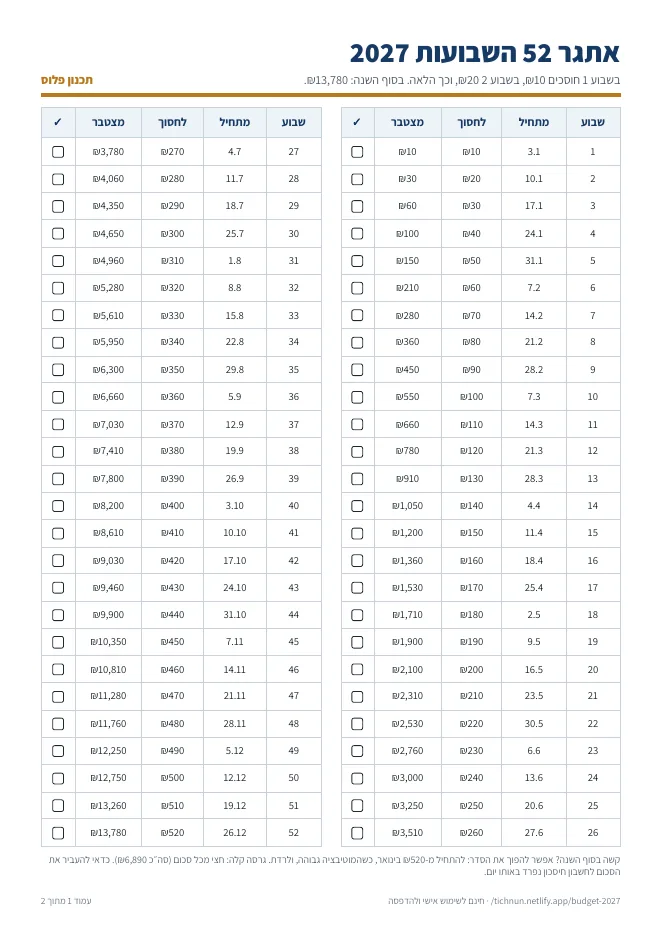 אתגר 52 השבועות 2027
בשבוע 1 חוסכים ₪10, בשבוע 2 ₪20, וכך הלאה. בסוף השנה: ₪13,780.
תכנון פלוס
שבוע מתחיל לחסוך מצטבר ✓
1 3.1 ₪10 ₪10
2 10.1 ₪20 ₪30
3 17.1 ₪30 ₪60
4 24.1 ₪40 ₪100
5 31.1 ₪50 ₪150
6 7.2 ₪60 ₪210
7 14.2 ₪70 ₪280
8 21.2 ₪80 ₪360
9 28.2 ₪90 ₪450
10 7.3 ₪100 ₪550
11 14.3 ₪110 ₪660
12 21.3 ₪120 ₪780
13 28.3 ₪130 ₪910
14 4.4 ₪140 ₪1,050
15 11.4 ₪150 ₪1,200
16 18.4 ₪160 ₪1,360
17 25.4 ₪170 ₪1,530
18 2.5 ₪180 ₪1,710
19 9.5 ₪190 ₪1,900
20 16.5 ₪200 ₪2,100
21 23.5 ₪210 ₪2,310
22 30.5 ₪220 ₪2,530
23 6.6 ₪230 ₪2,760
24 13.6 ₪240 ₪3,000
25 20.6 ₪250 ₪3,250
26 27.6 ₪260 ₪3,510
שבוע מתחיל לחסוך מצטבר ✓
27 4.7 ₪270 ₪3,780
28 11.7 ₪280 ₪4,060
29 18.7 ₪290 ₪4,350
30 25.7 ₪300 ₪4,650
31 1.8 ₪310 ₪4,960
32 8.8 ₪320 ₪5,280
33 15.8 ₪330 ₪5,610
34 22.8 ₪340 ₪5,950
35 29.8 ₪350 ₪6,300
36 5.9 ₪360 ₪6,660
37 12.9 ₪370 ₪7,030
38 19.9 ₪380 ₪7,410
39 26.9 ₪390 ₪7,800
40 3.10 ₪400 ₪8,200
41 10.10 ₪410 ₪8,610
42 17.10 ₪420 ₪9,030
43 24.10 ₪430 ₪9,460
44 31.10 ₪440 ₪9,900
45 7.11 ₪450 ₪10,350
46 14.11 ₪460 ₪10,810
47 21.11 ₪470 ₪11,280
48 28.11 ₪480 ₪11,760
49 5.12 ₪490 ₪12,250
50 12.12 ₪500 ₪12,750
51 19.12 ₪510 ₪13,260
52 26.12 ₪520 ₪13,780
קשה בסוף השנה? אפשר להפוך את הסדר: להתחיל מ-₪520 בינואר, כשהמוטיבציה גבוהה, ולרדת. גרסה קלה: חצי מכל סכום (סה״כ ₪6,890). כדאי להעביר את
הסכום לחשבון חיסכון נפרד באותו יום.
tichnun.netlify.app/budget-2027/ · חינם לשימוש אישי ולהדפסה
עמוד 1 מתוך 2